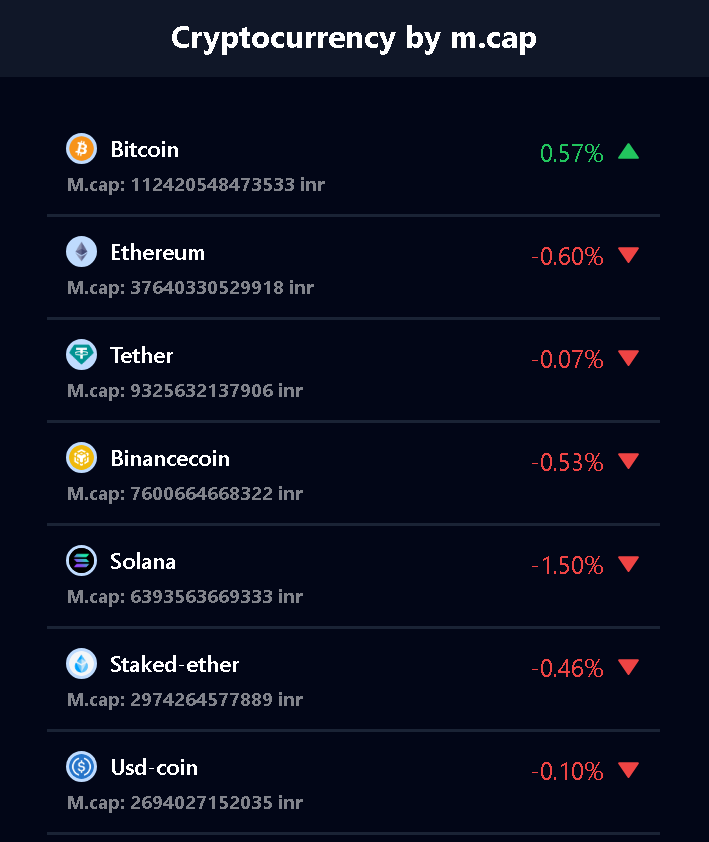 Cryptocurrency by m.cap
Bitcoin
0.57%
M.cap: 112420548473533 inr
Ethereum
-0.60%
M.cap: 37640330529918 inr
Tether
-0.07%
M.cap: 9325632137906 inr
Binancecoin
-0.53%
M.cap: 7600664668322 inr
Solana
-1.50%
M.cap: 6393563669333 inr
Staked-ether
-0.46%
M.cap: 2974264577889 inr
Usd-coin
-0.10%
M.cap: 2694027152035 inr